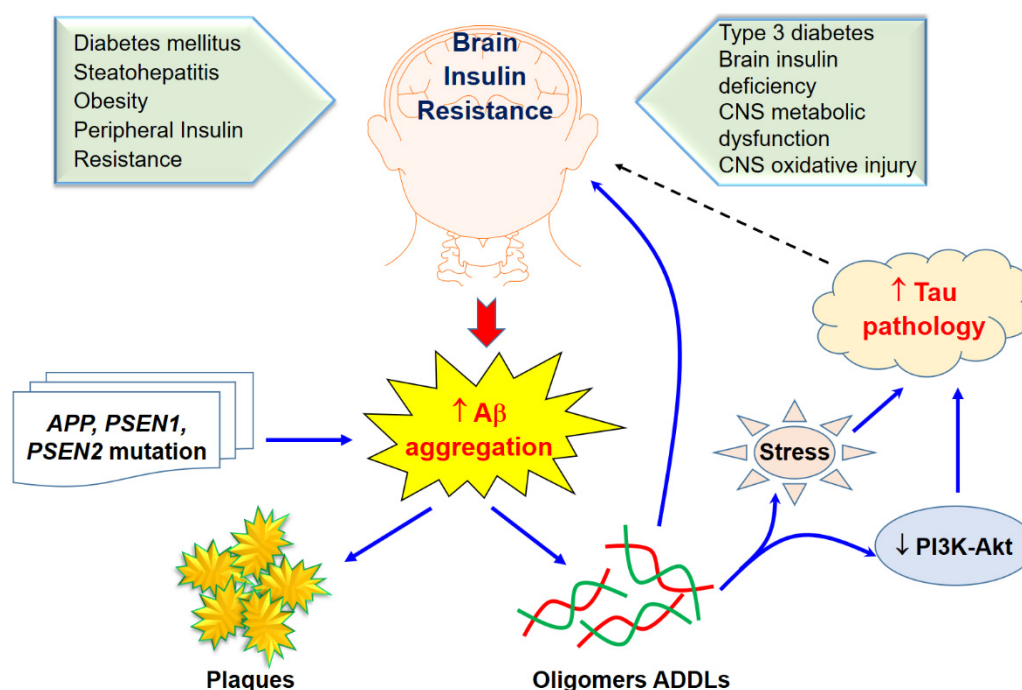 Diabetes mellitus
Steatohepatitis
Obesity
Peripheral Insulin
Resistance
Brain
Insulin
Resistance
Type 3 diabetes
Brain insulin
deficiency
CNS metabolic
dysfunction
CNS oxidative injury
↑ Tau
pathology
APP, PSEN1,
PSEN2 mutation
↑ Aβ
aggregation
Stress
↓ PI3K-Akt
Plaques
Oligomers ADDLs